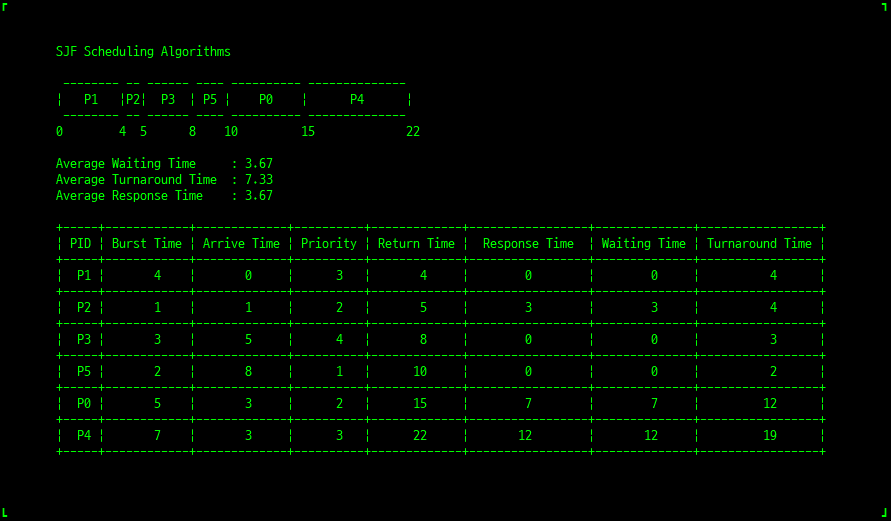 SJF Scheduling Algorithms
-------- -- ------ ---- ---------- --------------
¦   P1   ¦P2¦  P3  ¦ P5 ¦    P0    ¦      P4      ¦
-------- -- ------ ---- ---------- --------------
0        4  5      8    10         15             22
Average Waiting Time     : 3.67
Average Turnaround Time  : 7.33
Average Response Time    : 3.67
+-----+------------+-------------+----------+-------------+-----------------+--------------+-----------------+
¦ PID ¦ Burst Time ¦ Arrive Time ¦ Priority ¦ Return Time ¦  Response Time  ¦ Waiting Time ¦ Turnaround Time ¦
+-----+------------+-------------+----------+-------------+-----------------+--------------+-----------------+
¦  P1 ¦       4    ¦       0     ¦      3   ¦       4     ¦        0        ¦        0     ¦          4      ¦
+-----+------------+-------------+----------+-------------+-----------------+--------------+-----------------+
¦  P2 ¦       1    ¦       1     ¦      2   ¦       5     ¦        3        ¦        3     ¦          4      ¦
+-----+------------+-------------+----------+-------------+-----------------+--------------+-----------------+
¦  P3 ¦       3    ¦       5     ¦      4   ¦       8     ¦        0        ¦        0     ¦          3      ¦
+-----+------------+-------------+----------+-------------+-----------------+--------------+-----------------+
¦  P5 ¦       2    ¦       8     ¦      1   ¦      10     ¦        0        ¦        0     ¦          2      ¦
+-----+------------+-------------+----------+-------------+-----------------+--------------+-----------------+
¦  P0 ¦       5    ¦       3     ¦      2   ¦      15     ¦        7        ¦        7     ¦         12      ¦
+-----+------------+-------------+----------+-------------+-----------------+--------------+-----------------+
¦  P4 ¦       7    ¦       3     ¦      3   ¦      22     ¦       12        ¦       12     ¦         19      ¦
+-----+------------+-------------+----------+-------------+-----------------+--------------+-----------------+